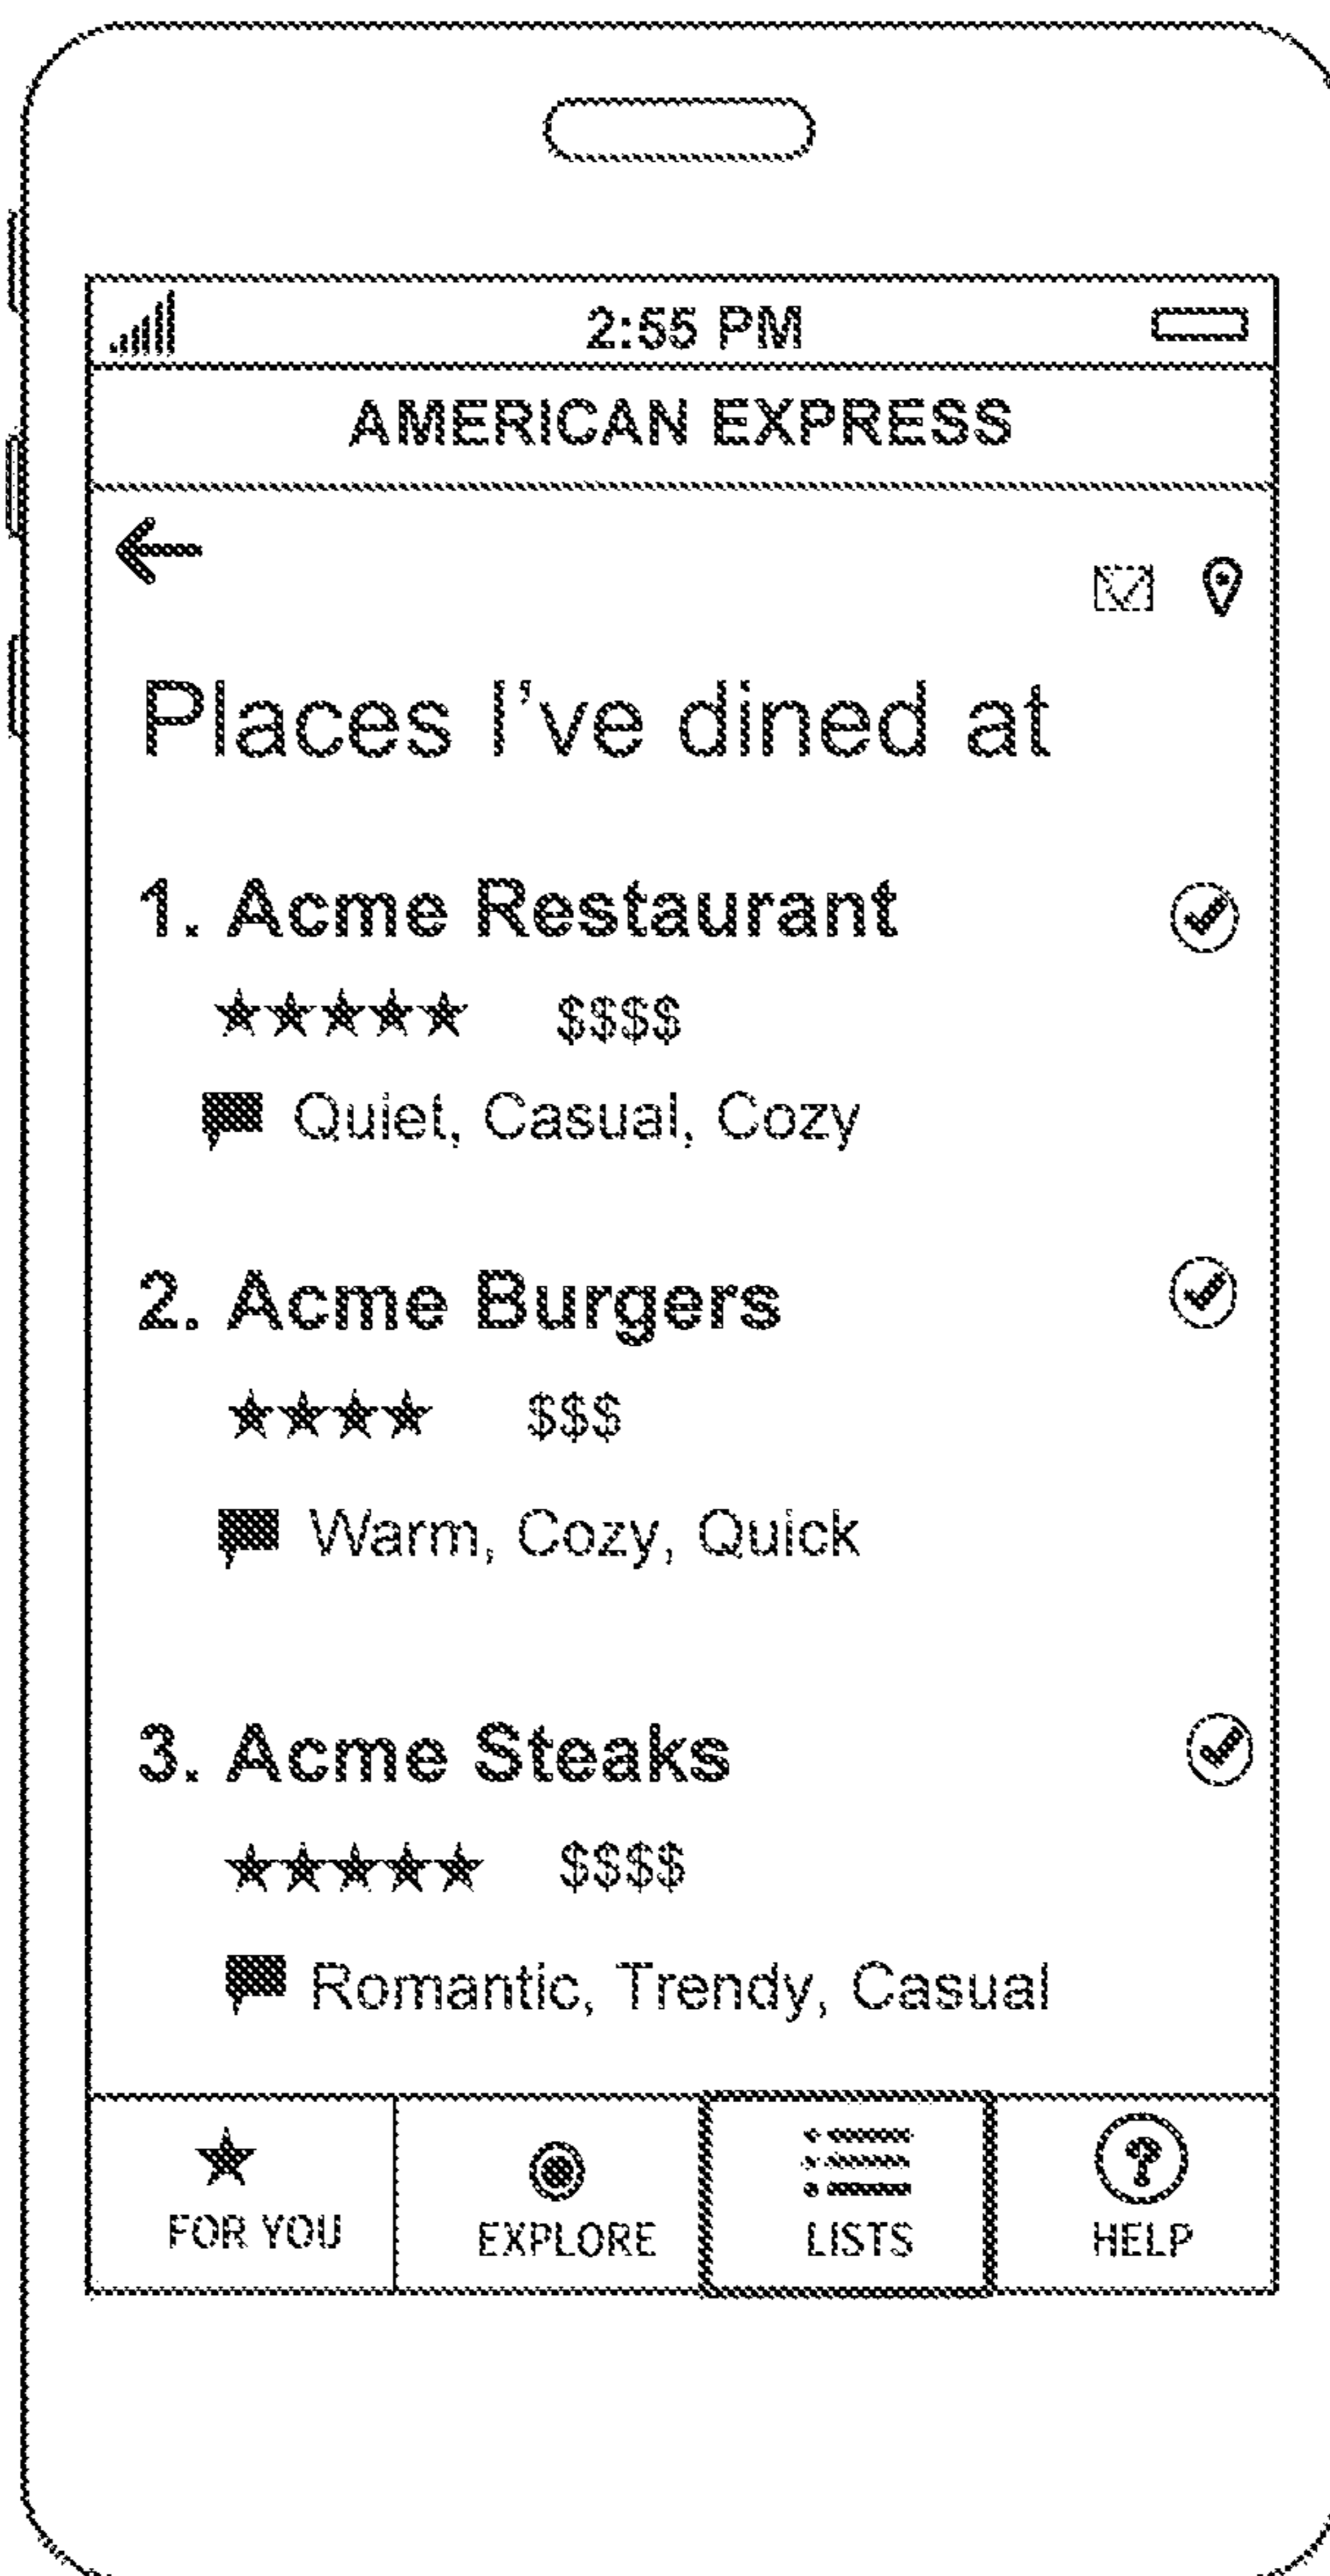 2:55 PM
AMERICAN EXPRESS
Places I’ve dined at
1. Acme Restaurant
★★★★★ $$$$
Quiet, Casual, Cozy
2. Acme Burgers
★★★★ $$$
Warm, Cozy, Quick
3. Acme Steaks
★★★★★ $$$$
Romantic, Trendy, Casual
FOR YOU EXPLORE LISTS HELP